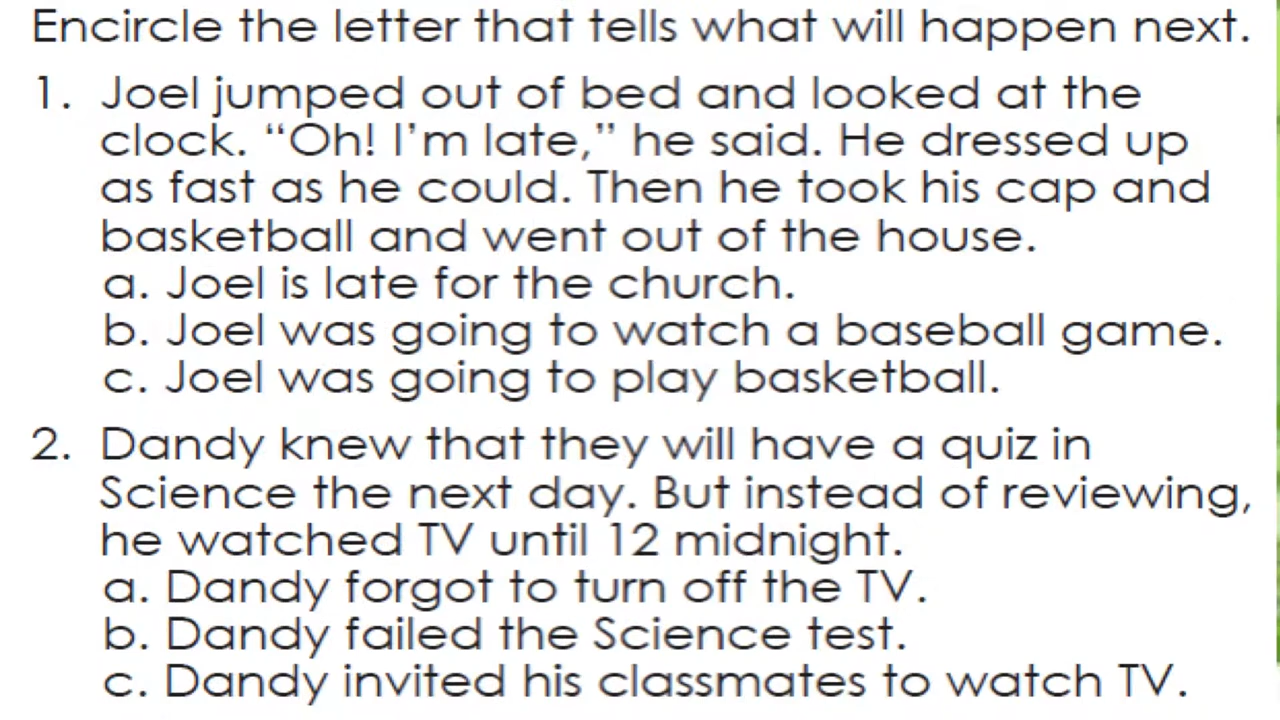 Encircle the letter that tells what will happen next.
1. Joel jumped out of bed and looked at the
clock. “Oh! I’m late,” he said. He dressed up
as fast as he could. Then he took his cap and
basketball and went out of the house.
a. Joel is late for the church.
b. Joel was going to watch a baseball game.
c. Joel was going to play basketball.
2. Dandy knew that they will have a quiz in
Science the next day. But instead of reviewing,
he watched TV until 12 midnight.
a. Dandy forgot to turn off the TV.
b. Dandy failed the Science test.
c. Dandy invited his classmates to watch TV.